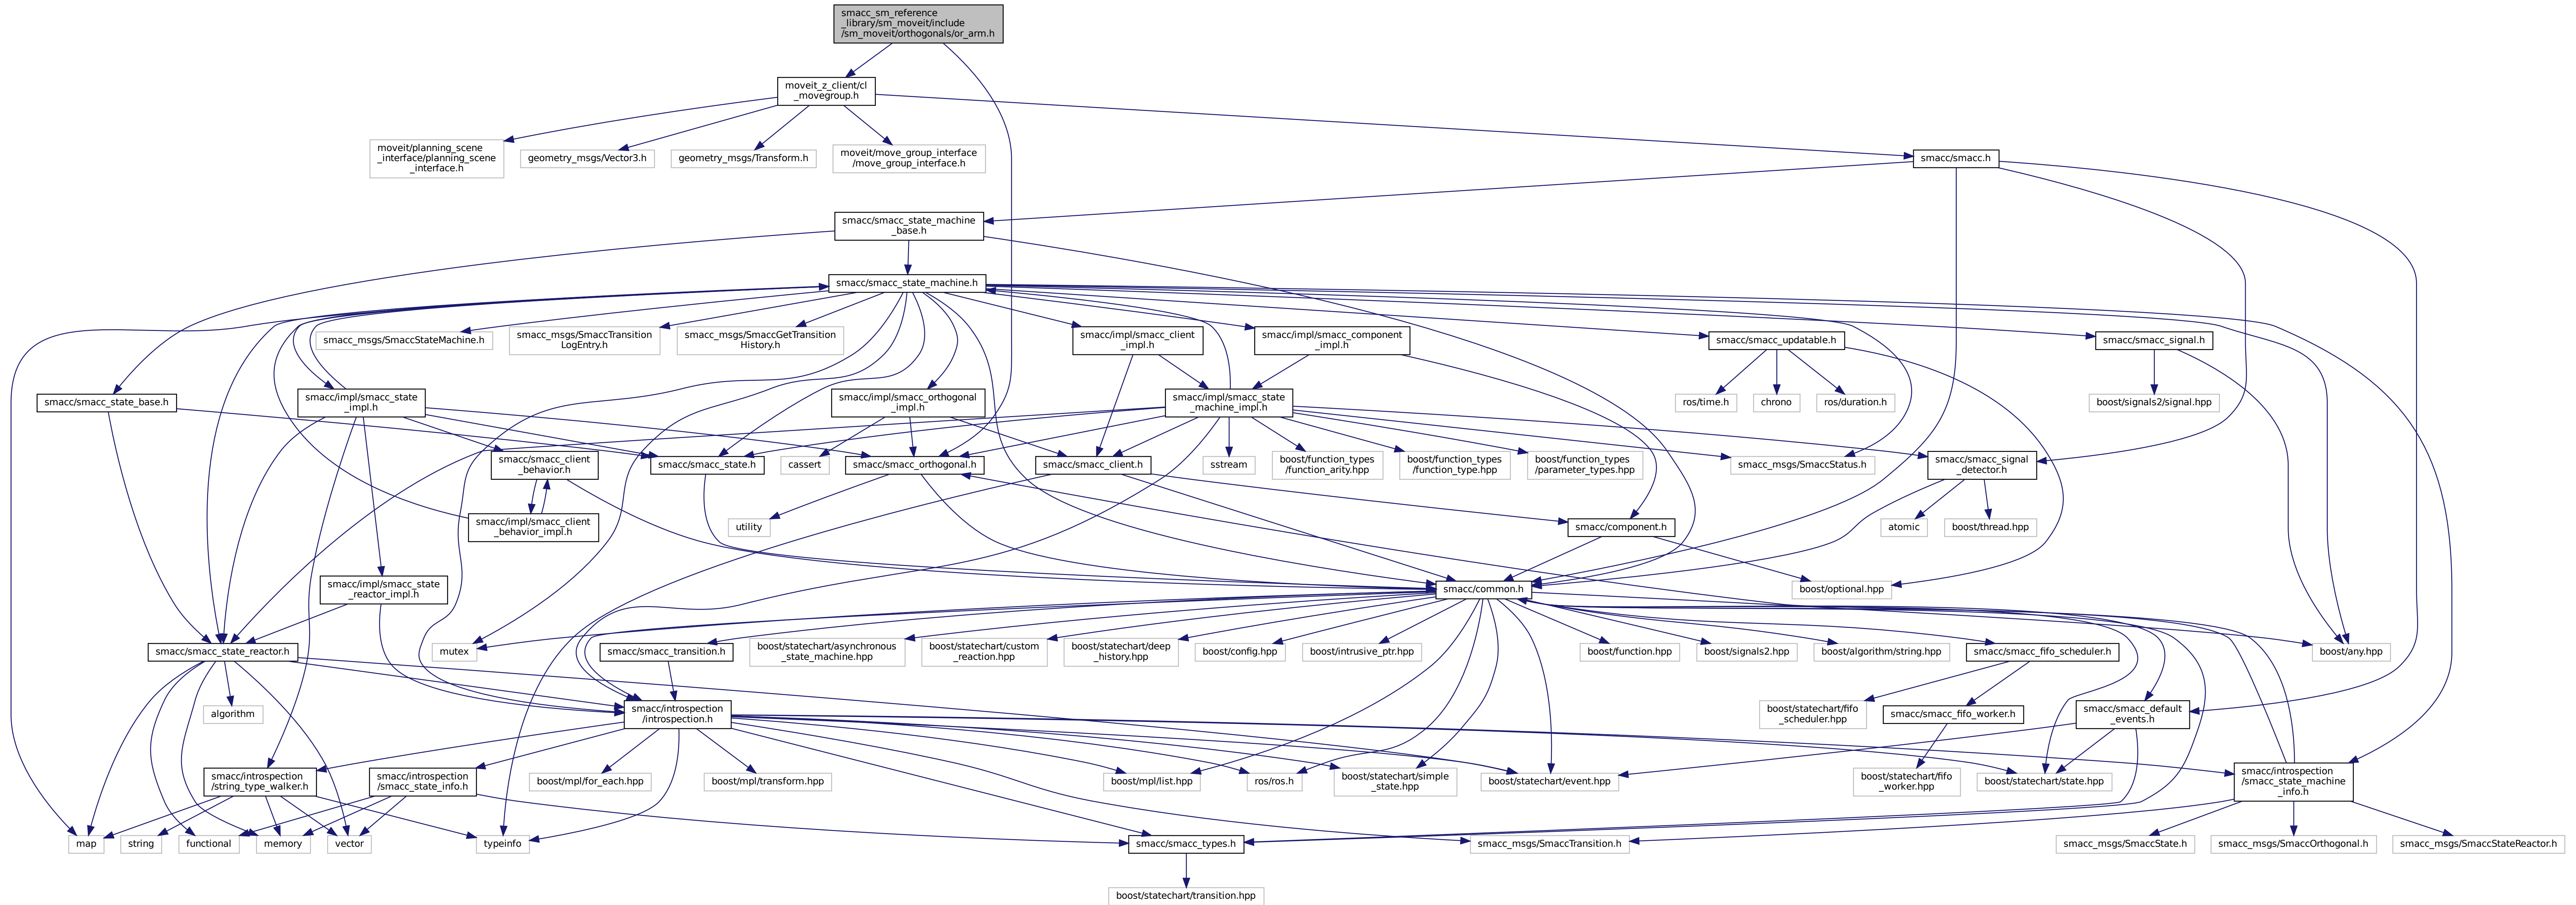 smacc_sm_reference
_library/sm_moveit/include
/sm_moveit/orthogonals/or_arm.h
moveit_z_client/cl
_movegroup.h
moveit/planning_scene
_interface/planning_scene
_interface.h
geometry_msgs/Vector3.h
geometry_msgs/Transform.h
moveit/move_group_interface
/move_group_interface.h
smacc/smacc.h
smacc/smacc_state_machine
_base.h
smacc/smacc_state_machine.h
smacc_msgs/SmaccStateMachine.h
smacc_msgs/SmaccTransition
LogEntry.h
smacc_msgs/SmaccGetTransition
History.h
smacc/impl/smacc_client
_impl.h
smacc/impl/smacc_component
_impl.h
smacc/smacc_updatable.h
smacc/smacc_signal.h
smacc/smacc_state_base.h
smacc/impl/smacc_state
_impl.h
smacc/impl/smacc_orthogonal
_impl.h
smacc/impl/smacc_state
_machine_impl.h
ros/time.h
chrono
ros/duration.h
boost/signals2/signal.hpp
smacc/smacc_client
_behavior.h
smacc/smacc_state.h
cassert
smacc/smacc_orthogonal.h
smacc/smacc_client.h
sstream
boost/function_types
/function_arity.hpp
boost/function_types
/function_type.hpp
boost/function_types
/parameter_types.hpp
smacc_msgs/SmaccStatus.h
smacc/smacc_signal
_detector.h
smacc/impl/smacc_client
_behavior_impl.h
utility
smacc/component.h
atomic
boost/thread.hpp
smacc/impl/smacc_state
_reactor_impl.h
smacc/common.h
boost/optional.hpp
smacc/smacc_state_reactor.h
mutex
smacc/smacc_transition.h
boost/statechart/asynchronous
_state_machine.hpp
boost/statechart/custom
_reaction.hpp
boost/statechart/deep
_history.hpp
boost/config.hpp
boost/intrusive_ptr.hpp
boost/function.hpp
boost/signals2.hpp
boost/algorithm/string.hpp
smacc/smacc_fifo_scheduler.h
boost/any.hpp
algorithm
smacc/introspection
/introspection.h
boost/statechart/fifo
_scheduler.hpp
smacc/smacc_fifo_worker.h
smacc/smacc_default
_events.h
smacc/introspection
/string_type_walker.h
smacc/introspection
/smacc_state_info.h
boost/mpl/for_each.hpp
boost/mpl/transform.hpp
boost/mpl/list.hpp
ros/ros.h
boost/statechart/simple
_state.hpp
boost/statechart/event.hpp
boost/statechart/fifo
_worker.hpp
boost/statechart/state.hpp
smacc/introspection
/smacc_state_machine
_info.h
map
string
functional
memory
vector
typeinfo
smacc/smacc_types.h
smacc_msgs/SmaccTransition.h
smacc_msgs/SmaccState.h
smacc_msgs/SmaccOrthogonal.h
smacc_msgs/SmaccStateReactor.h
boost/statechart/transition.hpp